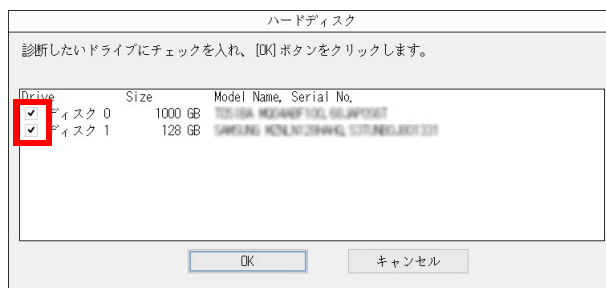 ハードディスク
診断したいドライブにチェックを入れ、[OK]ボタンをクリックします。
Drive Size Model Name, Serial No.
ディスク 0 1000 GB
ディスク 1 128 GB
OK キャンセル